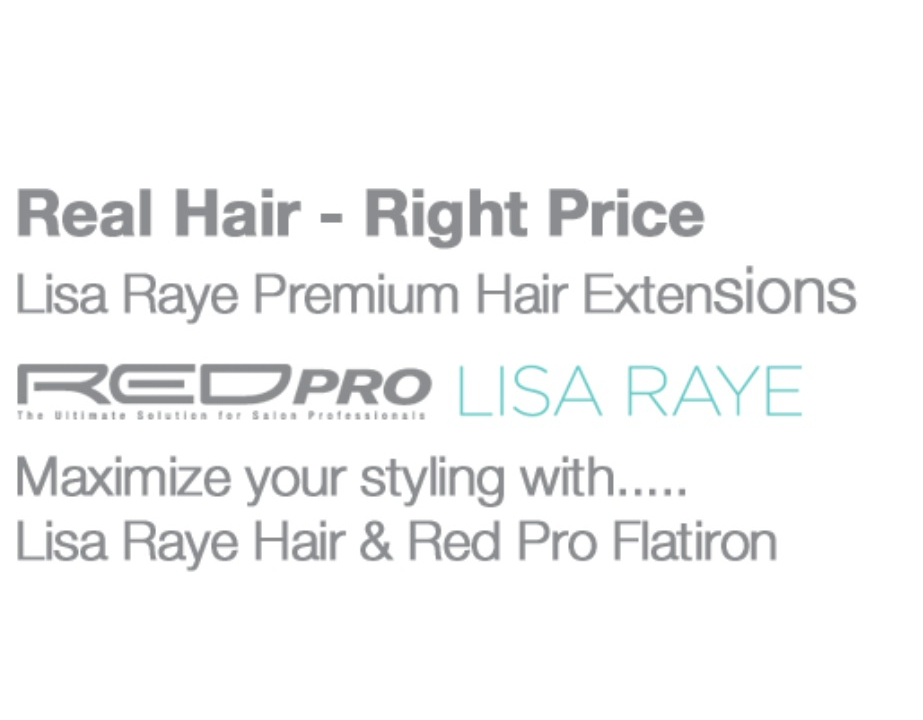 Real Hair - Right Price
Lisa Raye Premium Hair Extensions
REDPRO LISA RAYE
The Ultimate Solution for Salon Professionals
Maximize your styling with.....
Lisa Raye Hair & Red Pro Flatiron